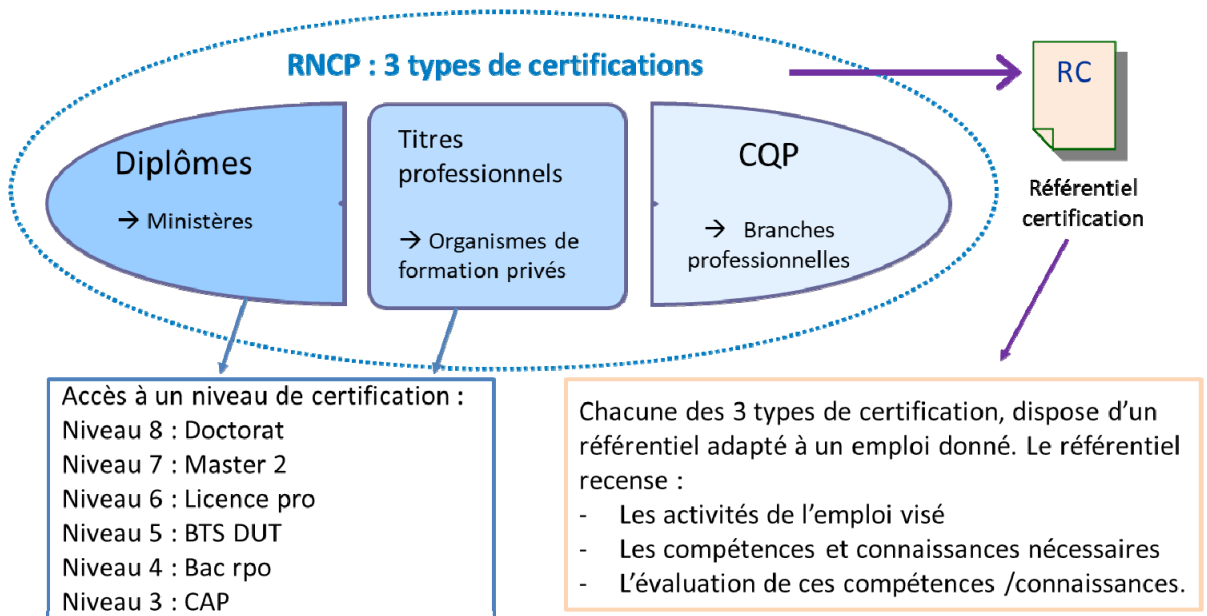 RNCP : 3 types de certifications
RC
Référentiel
certification
Diplômes
→ Ministères
Titres
professionnels
→ Organismes de
formation privés
CQP
→ Branches
professionnelles
Accès à un niveau de certification :
Niveau 8 : Doctorat
Niveau 7 : Master 2
Niveau 6 : Licence pro
Niveau 5 : BTS DUT
Niveau 4 : Bac rpo
Niveau 3 : CAP
Chacune des 3 types de certification, dispose d’un
référentiel adapté à un emploi donné. Le référentiel
recense :
- Les activités de l’emploi visé
- Les compétences et connaissances nécessaires
- L’évaluation de ces compétences /connaissances.